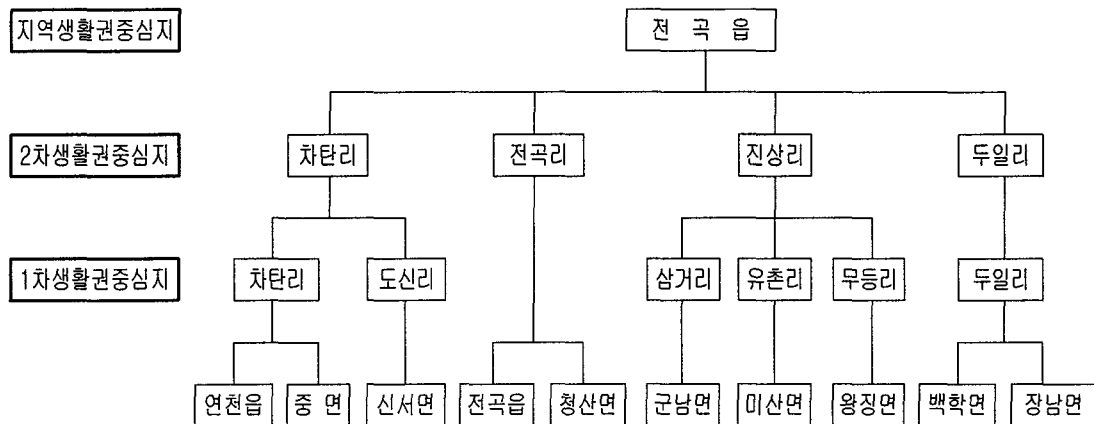 지역생활권중심지 전 곡 읍
2차생활권중심지 차탄리 전곡리 진상리 두일리
1차생활권중심지 차탄리 도신리 삼거리 유촌리 무등리 두일리
연천읍 중 면 신서면 전곡읍 청산면 군남면 미산면 왕징면 백학면 장남면